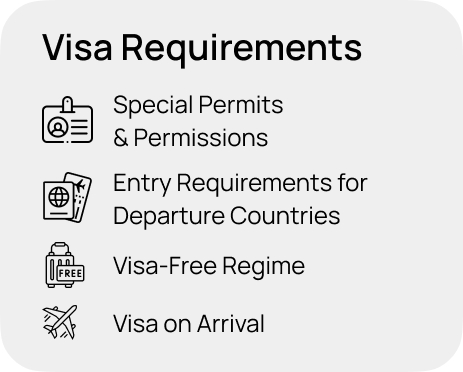 Visa Requirements
Special Permits
& Permissions
Entry Requirements for
Departure Countries
FREE
Visa-Free Regime
Visa on Arrival